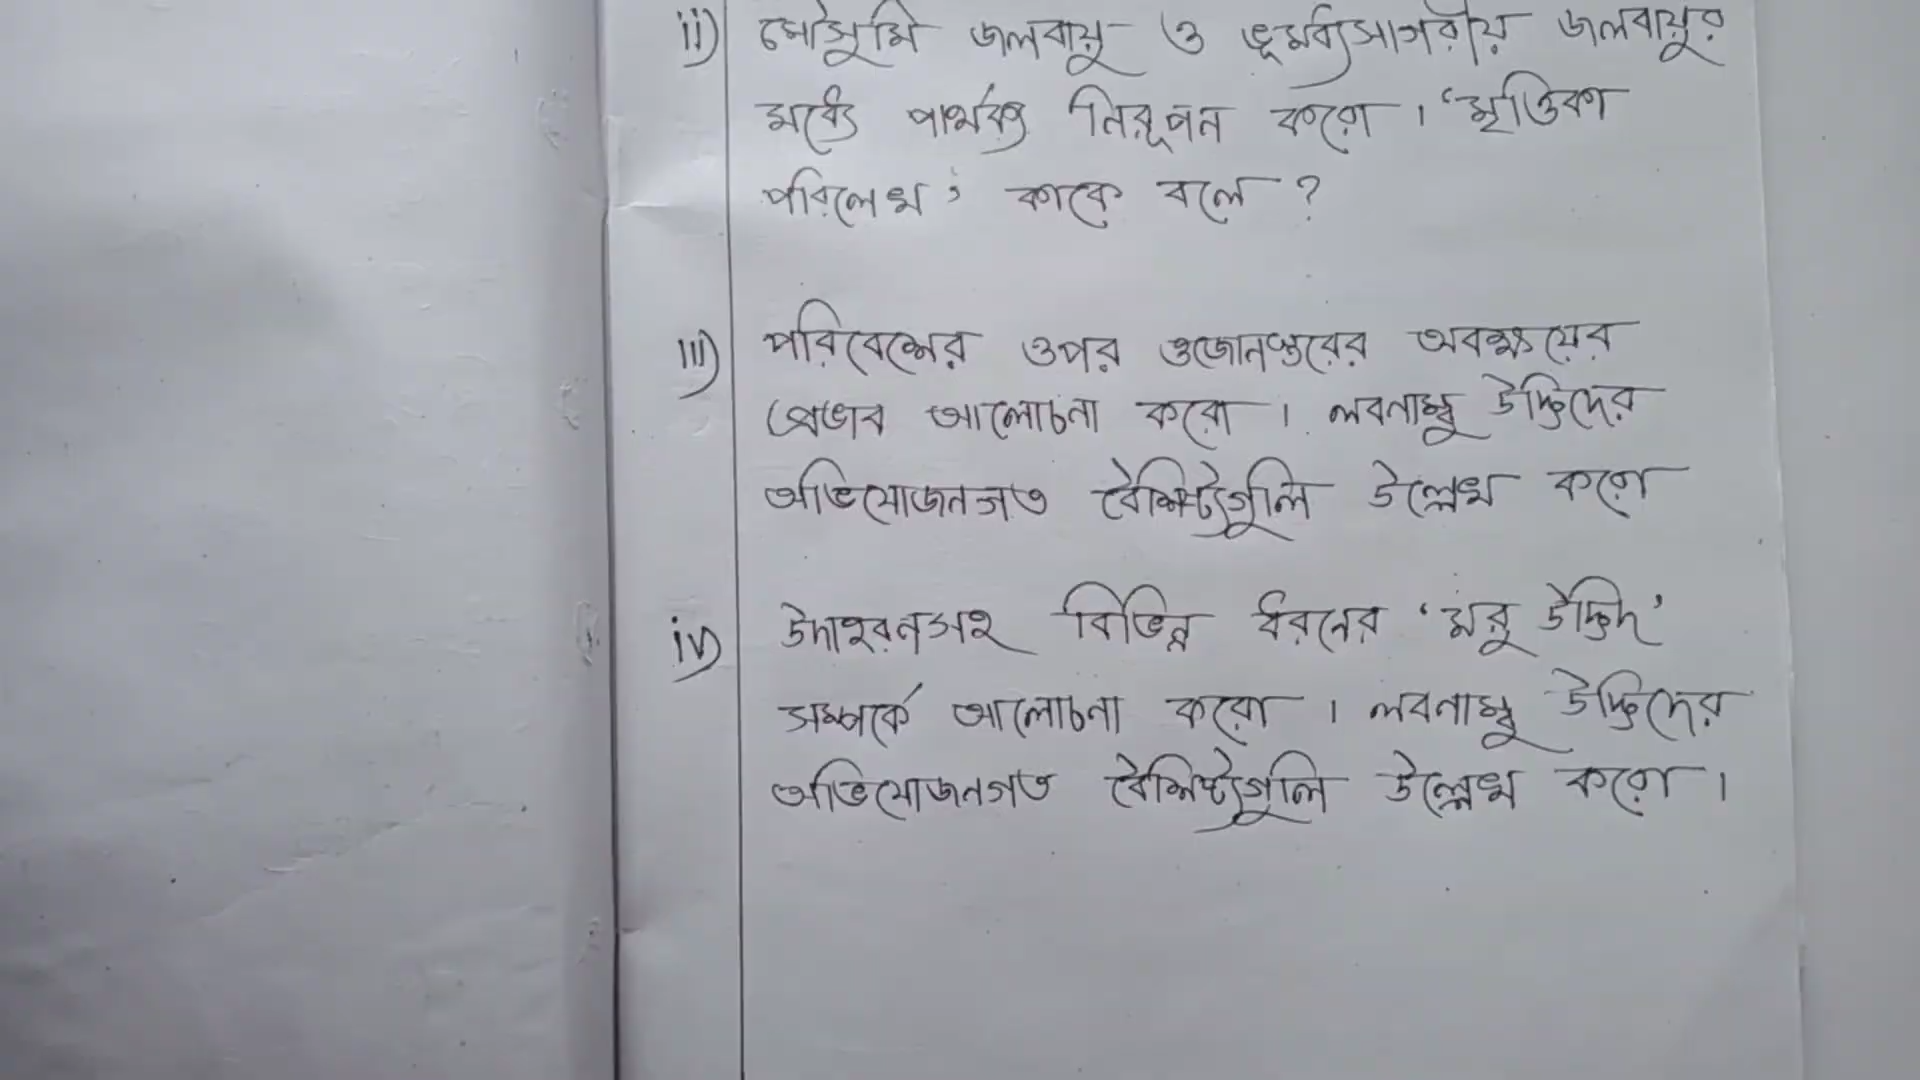 ii) মৌসুমি জলবায়ু ও ভূমধ্যসাগরীয় জলবায়ুর
মধ্যে পার্থক্য নিরূপন করো । ‘মৃত্তিকা
পরিলেখ’ কাকে বলে ?
iii) পরিবেশের ওপর ওজোনস্তরের অবক্ষয়ের
প্রভাব আলোচনা করো । লবনাম্বু উদ্ভিদের
অভিযোজনগত বৈশিষ্ট্যগুলি উল্লেখ করো
iv) উদাহরনসহ বিভিন্ন ধরনের ‘মরু উদ্ভিদ’
সম্পর্কে আলোচনা করো । লবনাম্বু উদ্ভিদের
অভিযোজনগত বৈশিষ্ট্যগুলি উল্লেখ করো ।